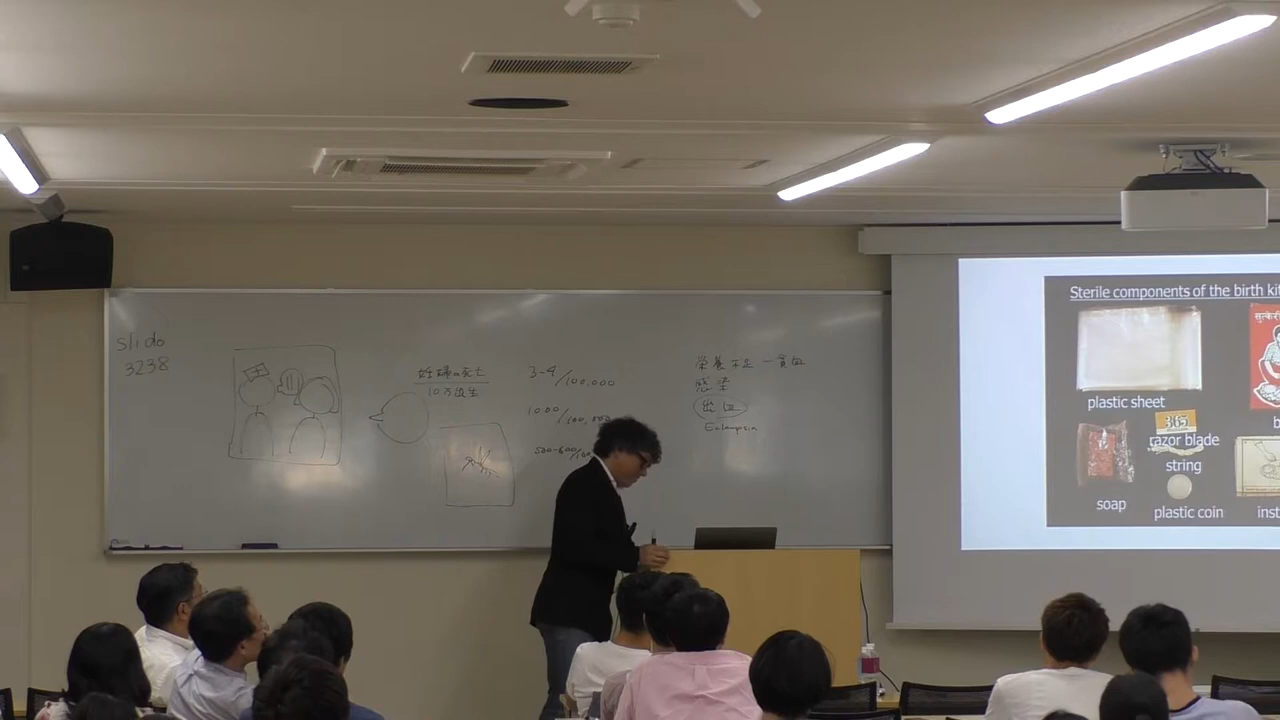 slido
3238
妊婦の死亡
10万出生
3-4/100,000
1000/100,000
500-600/100
栄養不足 - 貧血
感染
出血
Eclampsia
Sterile components of the birth kit
plastic sheet
365
razor blade
string
soap
plastic coin
inst